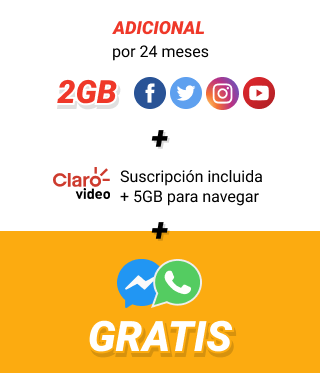 ADICIONAL
por 24 meses
2GB
+
Claro video
Suscripción incluida
+ 5GB para navegar
+
GRATIS